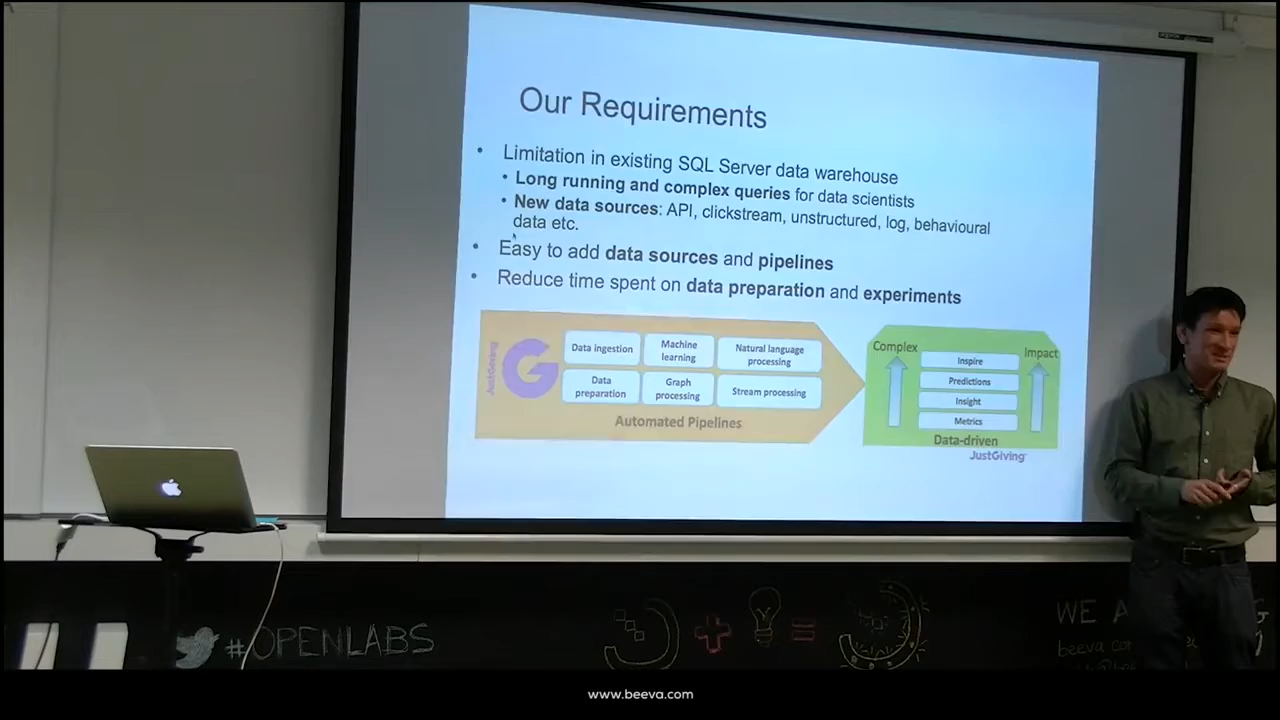 Our Requirements
• Limitation in existing SQL Server data warehouse
• Long running and complex queries for data scientists
• New data sources: API, clickstream, unstructured, log, behavioural
data etc.
• Easy to add data sources and pipelines
• Reduce time spent on data preparation and experiments
JustGiving
Data ingestion
Machine
learning
Natural language
processing
Data
preparation
Graph
processing
Stream processing
Automated Pipelines
Complex
Impact
Inspire
Predictions
Insight
Metrics
Data-driven
JustGiving
#OPENLABS
WE A
beeva.co
www.beeva.com